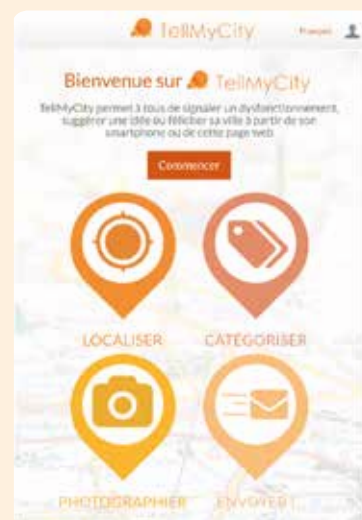 TellMyCity Français
Bienvenue sur TellMyCity
TellMyCity permet à tous de signaler un dysfonctionnement,
suggérer une idée ou féliciter sa ville à partir de son
smartphone ou de cette page web
Commencer
LOCALISER CATÉGORISER
PHOTOGRAPHIER ENVOYER !